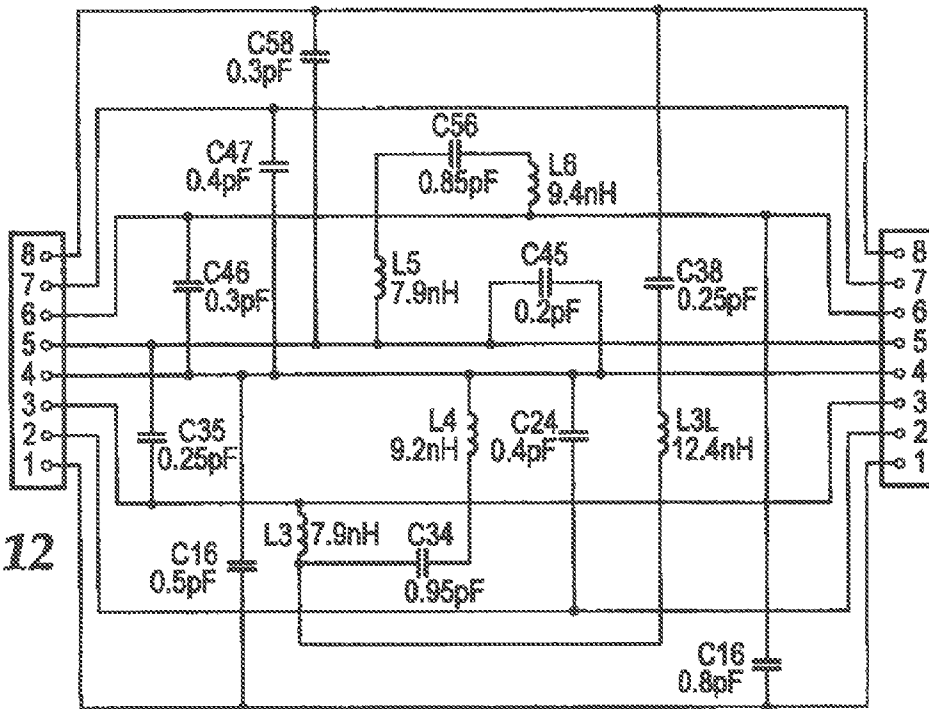 C58
0.3pF
C47
0.4pF
C56
0.85pF
L6
9.4nH
8
7
6
5
4
3
2
1
C46
0.3pF
L5
7.9nH
C45
0.2pF
C38
0.25pF
8
7
6
5
4
3
2
1
C35
0.25pF
L4
9.2nH
C24
0.4pF
L3L
12.4nH
12
L3
7.9nH
C34
0.95pF
C16
0.5pF
C16
0.8pF